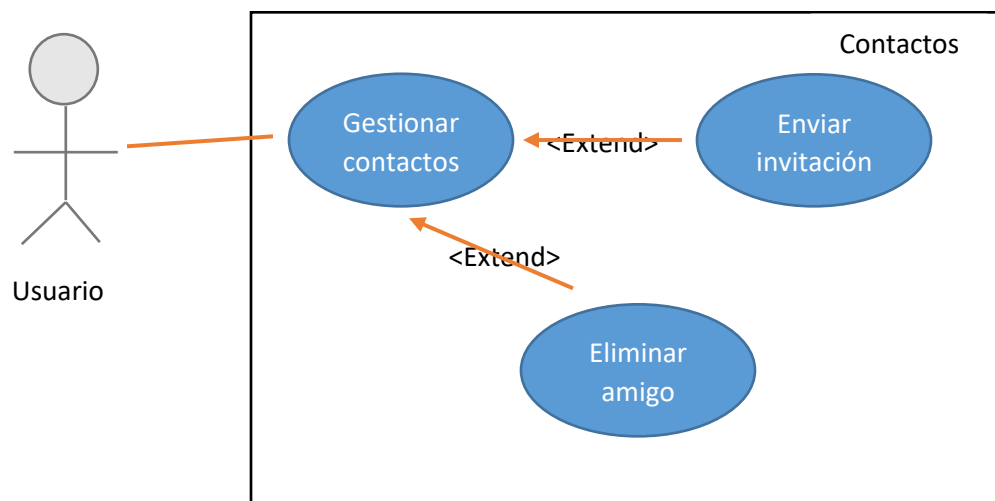 Contactos
Gestionar
contactos
<Extend>
Enviar
invitación
<Extend>
Usuario
Eliminar
amigo